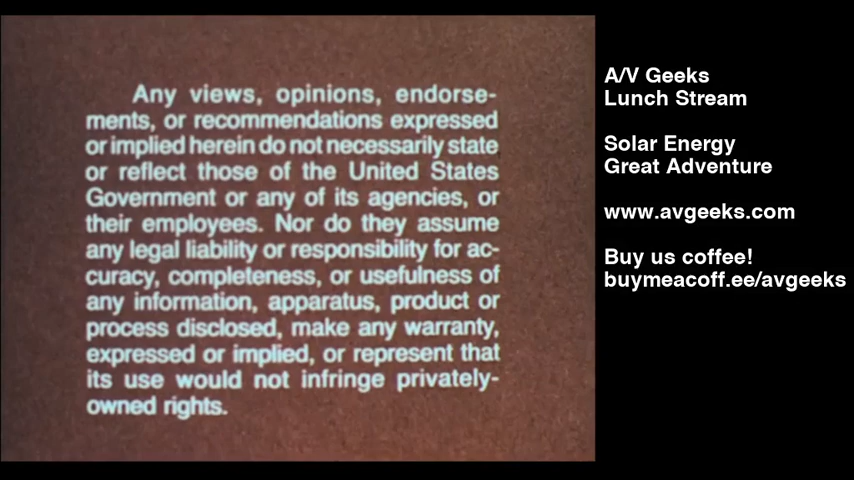 Any views, opinions, endorse-
ments, or recommendations expressed
or implied herein do not necessarily state
or reflect those of the United States
Government or any of its agencies, or
their employees. Nor do they assume
any legal liability or responsibility for ac-
curacy, completeness, or usefulness of
any information, apparatus, product or
process disclosed, make any warranty,
expressed or implied, or represent that
its use would not infringe privately-
owned rights.
A/V Geeks
Lunch Stream
Solar Energy
Great Adventure
www.avgeeks.com
Buy us coffee!
buymeacoff.ee/avgeeks